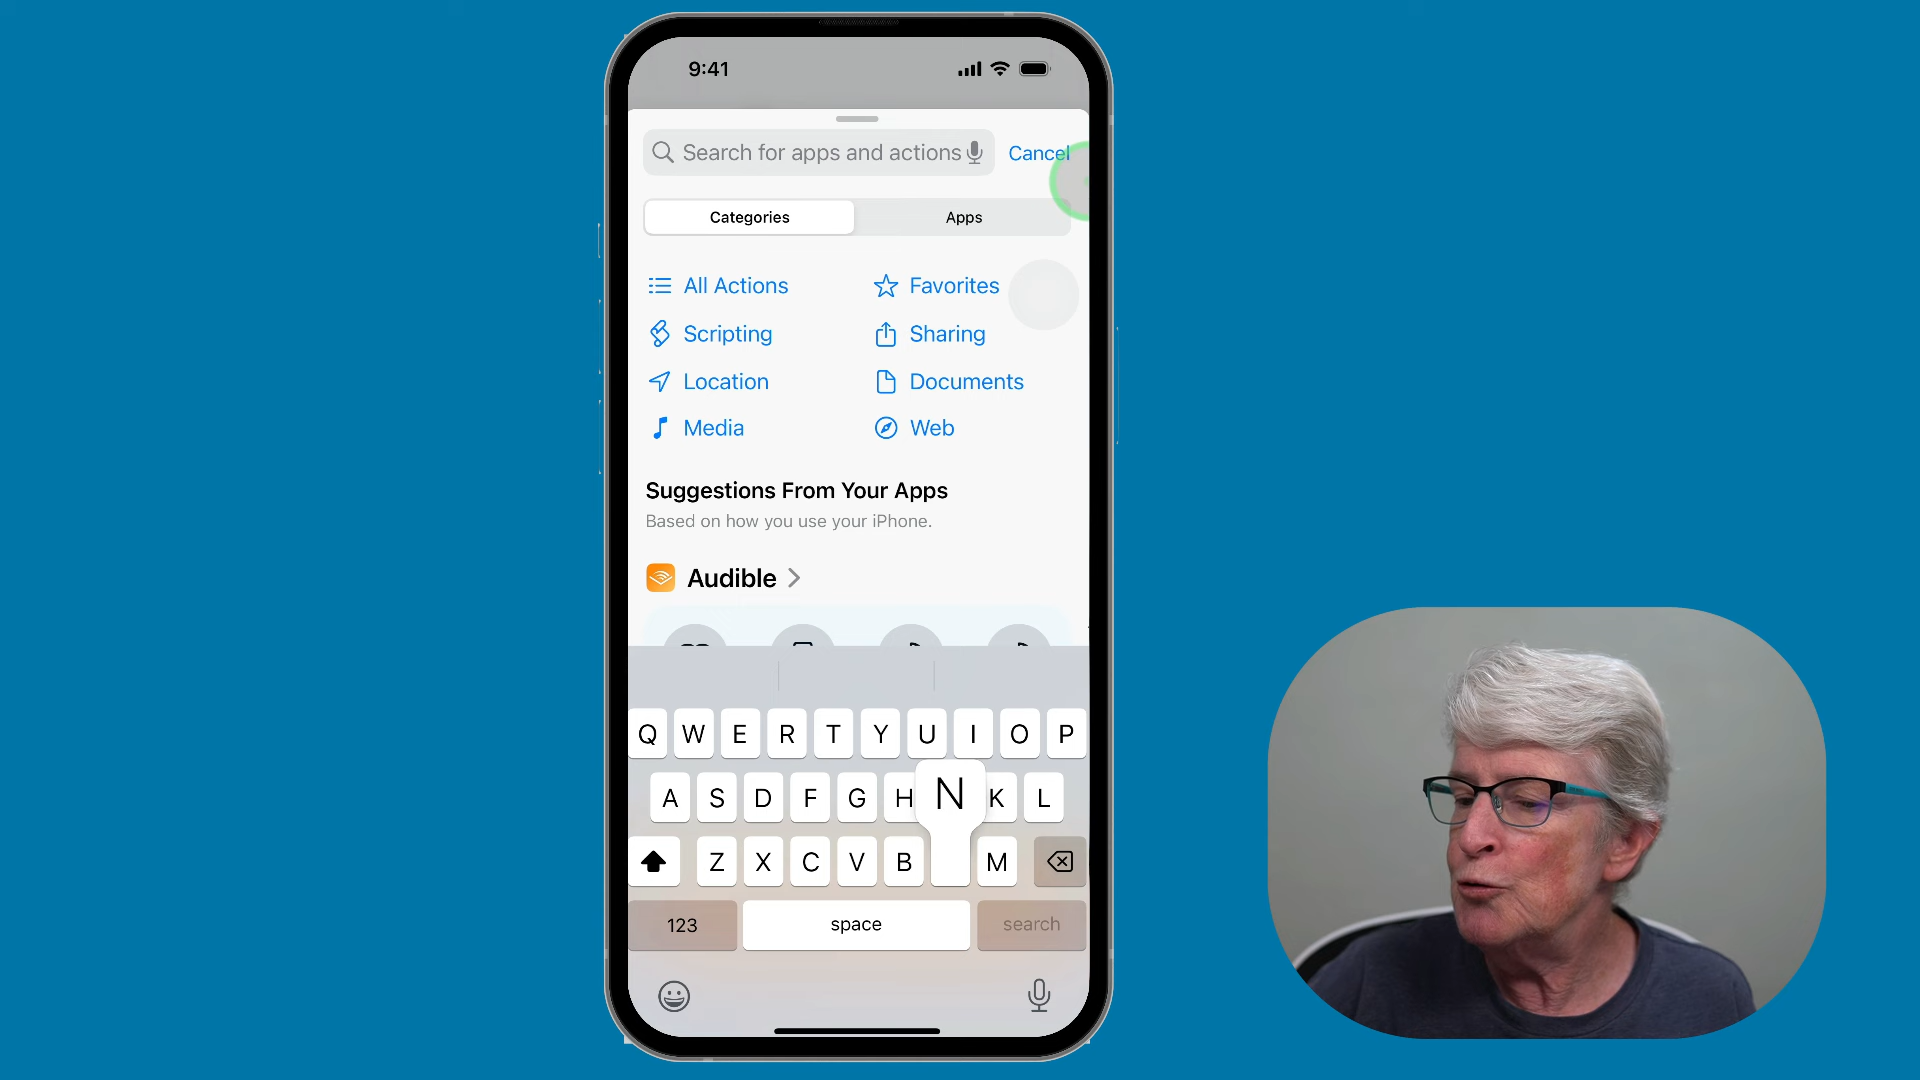 9:41
Search for apps and actions Cancel
Categories Apps
All Actions Favorites
Scripting Sharing
Location Documents
Media Web
Suggestions From Your Apps
Based on how you use your iPhone.
Audible
Q W E R T Y U I O P
A S D F G H N K L
Z X C V B M
123 space search